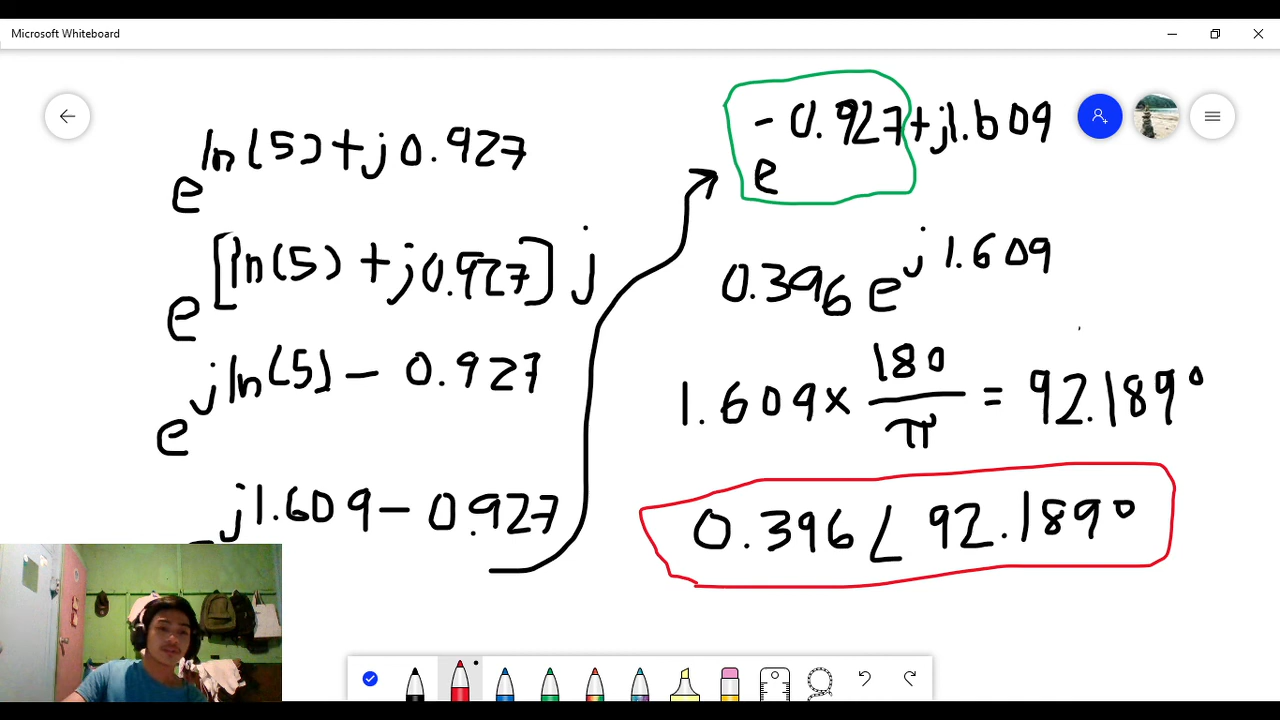 Microsoft Whiteboard
e^ln(5)+j0.927
e^[ln(5)+j0.927]j
e^jln(5)-0.927
j1.609-0.927
e^-0.927+j1.609
0.396 e^j1.609
1.609 x 180/π = 92.189°
0.396∠92.189°